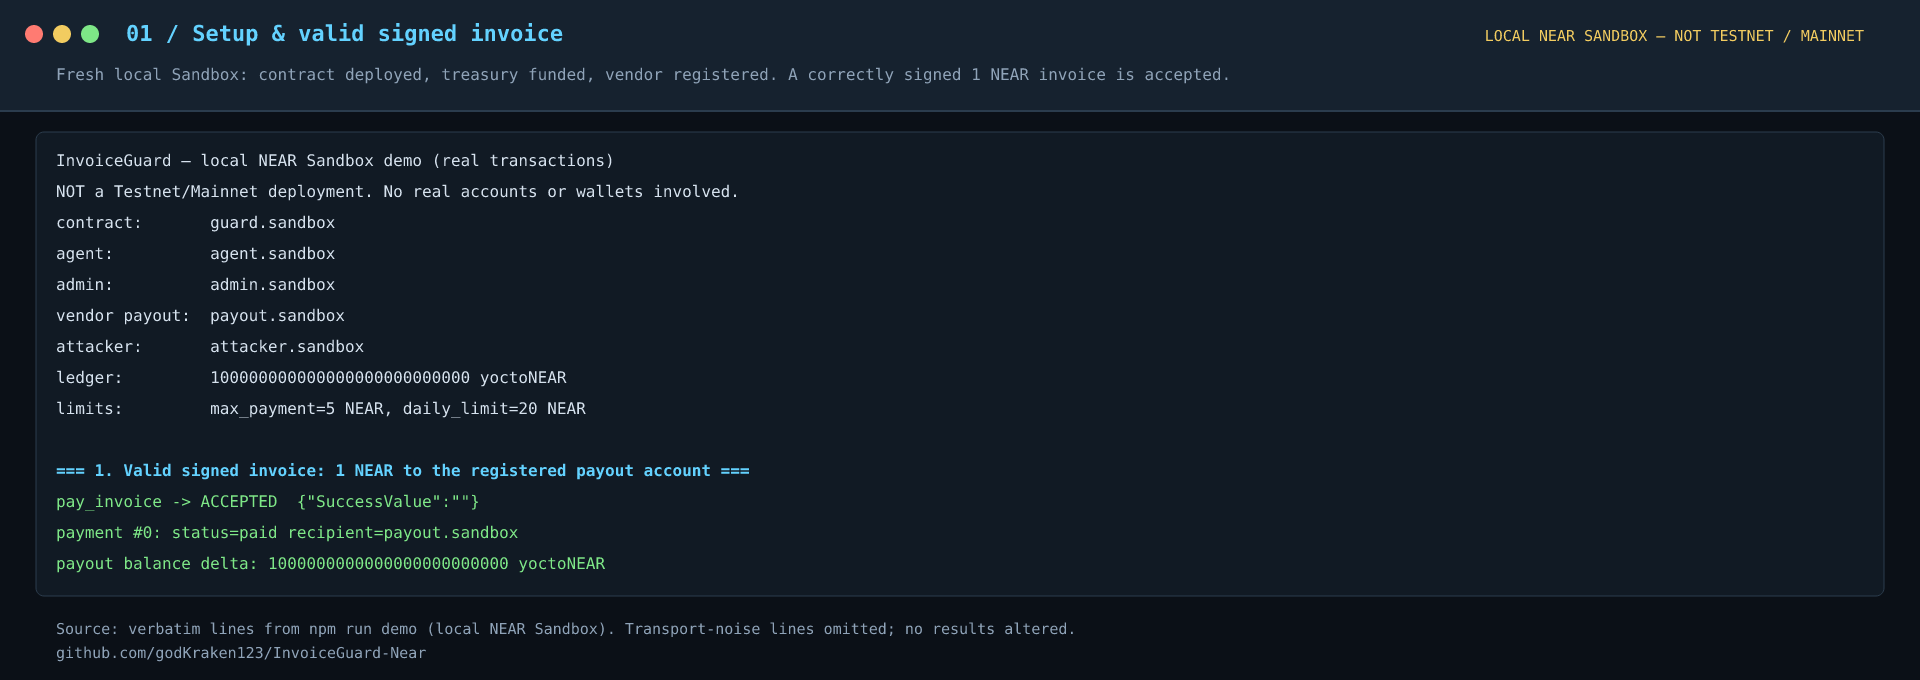 01 / Setup & valid signed invoice
LOCAL NEAR SANDBOX — NOT TESTNET / MAINNET
Fresh local Sandbox: contract deployed, treasury funded, vendor registered. A correctly signed 1 NEAR invoice is accepted.
InvoiceGuard — local NEAR Sandbox demo (real transactions)
NOT a Testnet/Mainnet deployment. No real accounts or wallets involved.
contract: guard.sandbox
agent: agent.sandbox
admin: admin.sandbox
vendor payout: payout.sandbox
attacker: attacker.sandbox
ledger: 100000000000000000000000000 yoctoNEAR
limits: max_payment=5 NEAR, daily_limit=20 NEAR
=== 1. Valid signed invoice: 1 NEAR to the registered payout account ===
pay_invoice -> ACCEPTED {"SuccessValue":""}
payment #0: status=paid recipient=payout.sandbox
payout balance delta: 1000000000000000000000000 yoctoNEAR
Source: verbatim lines from npm run demo (local NEAR Sandbox). Transport-noise lines omitted; no results altered.
github.com/godKraken123/InvoiceGuard-Near